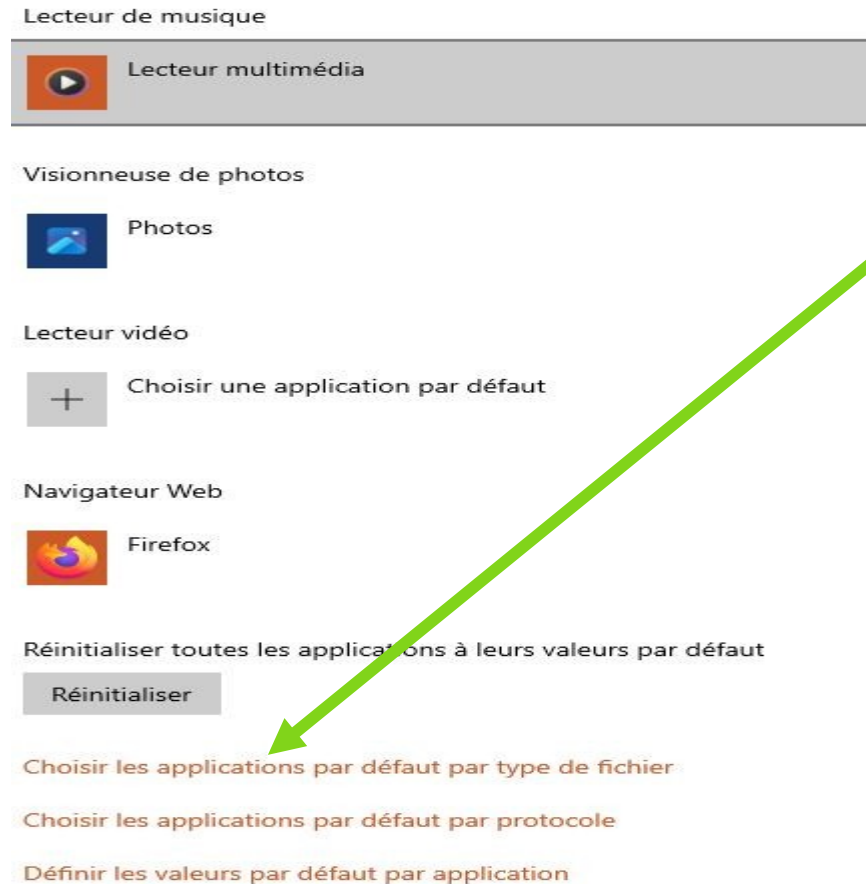 Lecteur de musique
Lecteur multimédia
Visionneuse de photos
Photos
Lecteur vidéo
Choisir une application par défaut
Navigateur Web
Firefox
Réinitialiser toutes les applications à leurs valeurs par défaut
Réinitialiser
Choisir les applications par défaut par type de fichier
Choisir les applications par défaut par protocole
Définir les valeurs par défaut par application